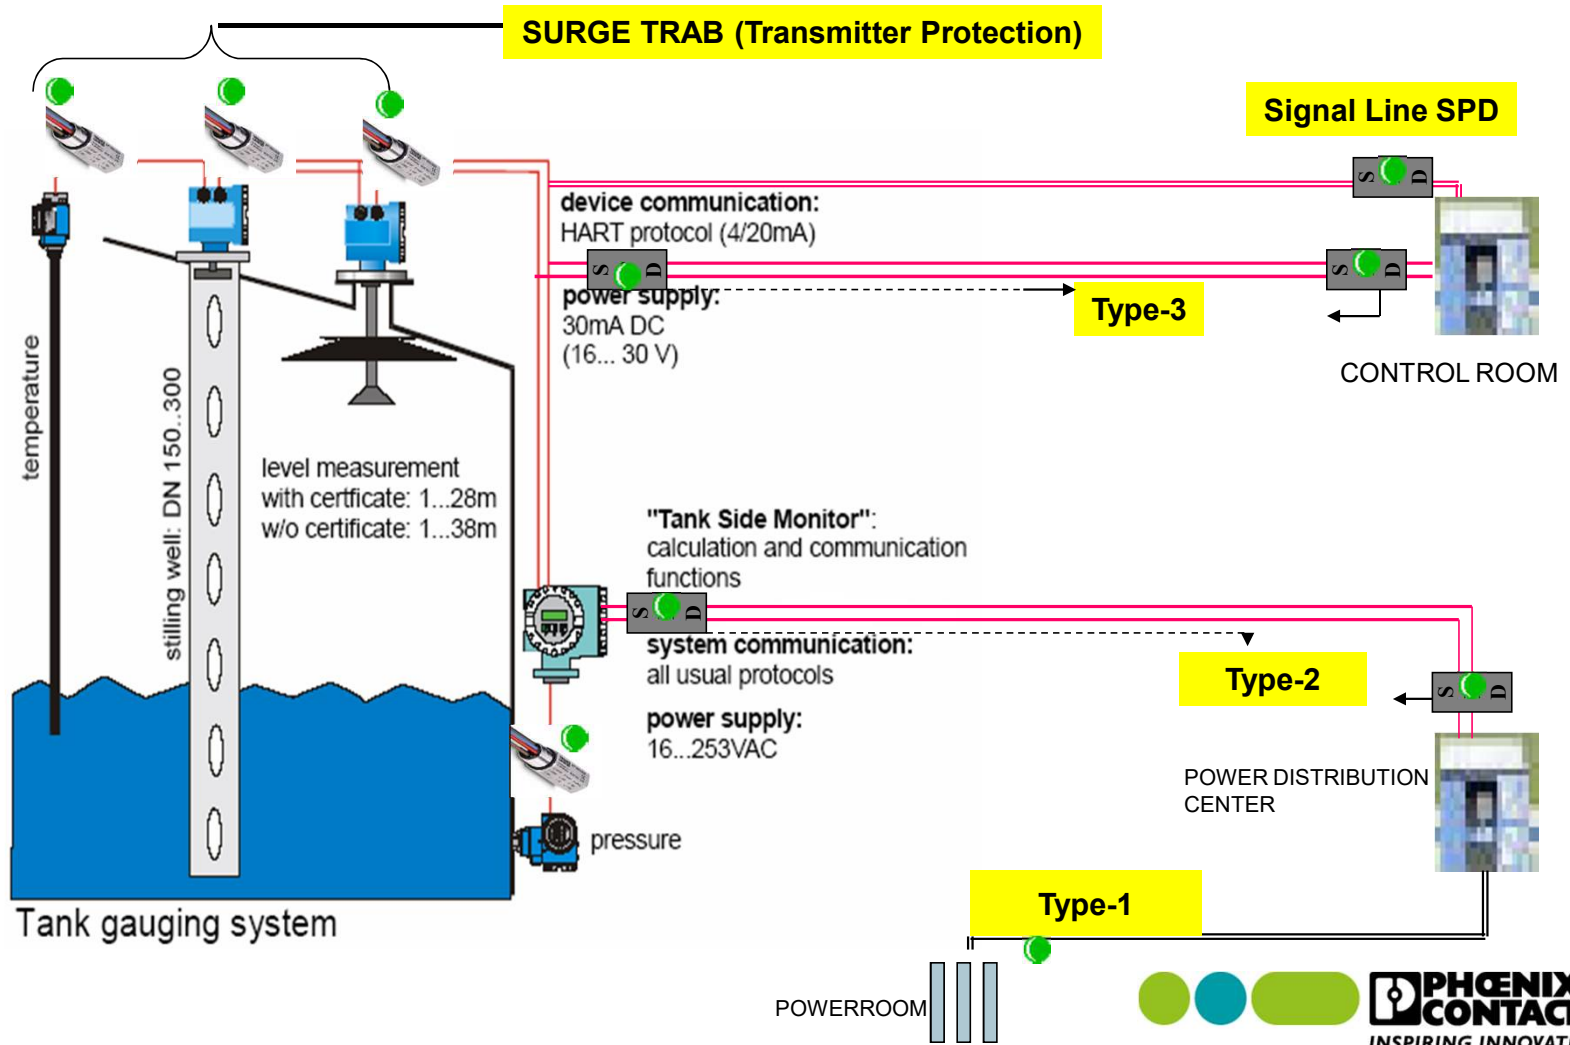 SURGE TRAB (Transmitter Protection)
Signal Line SPD
S D
device communication:
HART protocol (4/20mA)
S D
S D
power supply:
30mA DC
(16... 30 V)
Type-3
CONTROL ROOM
temperature
stilling well: DN 150..300
level measurement
with certficate: 1...28m
w/o certificate: 1...38m
"Tank Side Monitor":
calculation and communication
functions
S D
system communication:
all usual protocols
Type-2
S D
power supply:
16...253VAC
POWER DISTRIBUTION
CENTER
pressure
Type-1
Tank gauging system
POWERROOM
PHŒNIX
CONTACT
INSPIRING INNOVATI